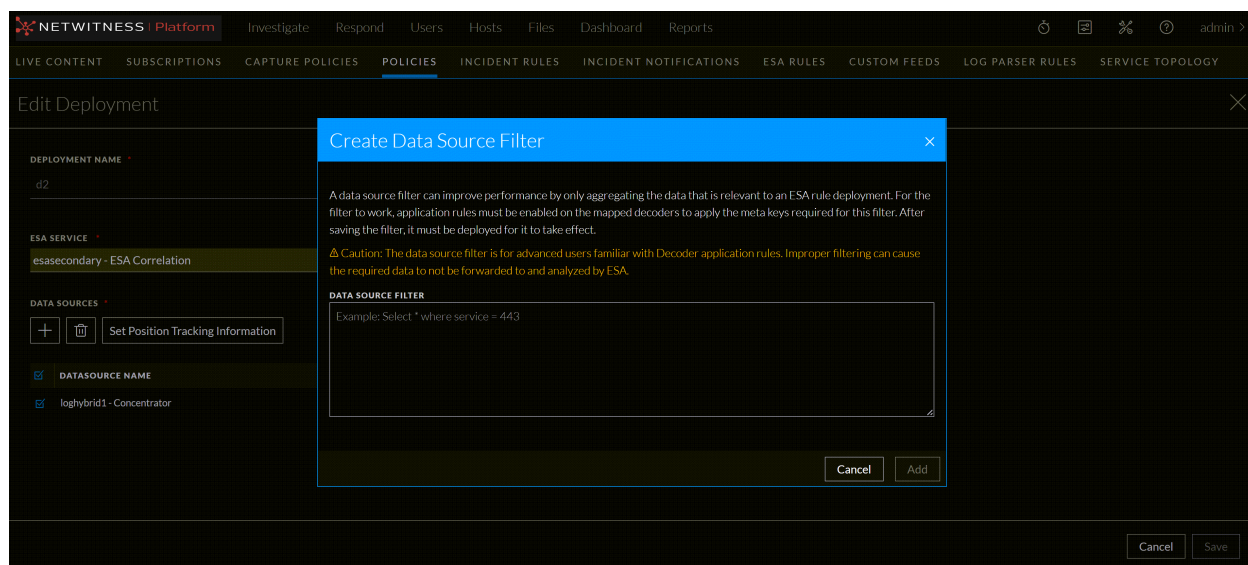 NETWITNESS Platform Investigate Respond Users Hosts Files Dashboard Reports admin >
LIVE CONTENT SUBSCRIPTIONS CAPTURE POLICIES POLICIES INCIDENT RULES INCIDENT NOTIFICATIONS ESA RULES CUSTOM FEEDS LOG PARSER RULES SERVICE TOPOLOGY
Edit Deployment
DEPLOYMENT NAME *
d2
ESA SERVICE *
esasecondary - ESA Correlation
DATA SOURCES *
Set Position Tracking Information
DATASOURCE NAME
loghybrid1 - Concentrator
Create Data Source Filter
A data source filter can improve performance by only aggregating the data that is relevant to an ESA rule deployment. For the
filter to work, application rules must be enabled on the mapped decoders to apply the meta keys required for this filter. After
saving the filter, it must be deployed for it to take effect.
Caution: The data source filter is for advanced users familiar with Decoder application rules. Improper filtering can cause
the required data to not be forwarded to and analyzed by ESA.
DATA SOURCE FILTER
Example: Select * where service = 443
Cancel Add
Cancel Save